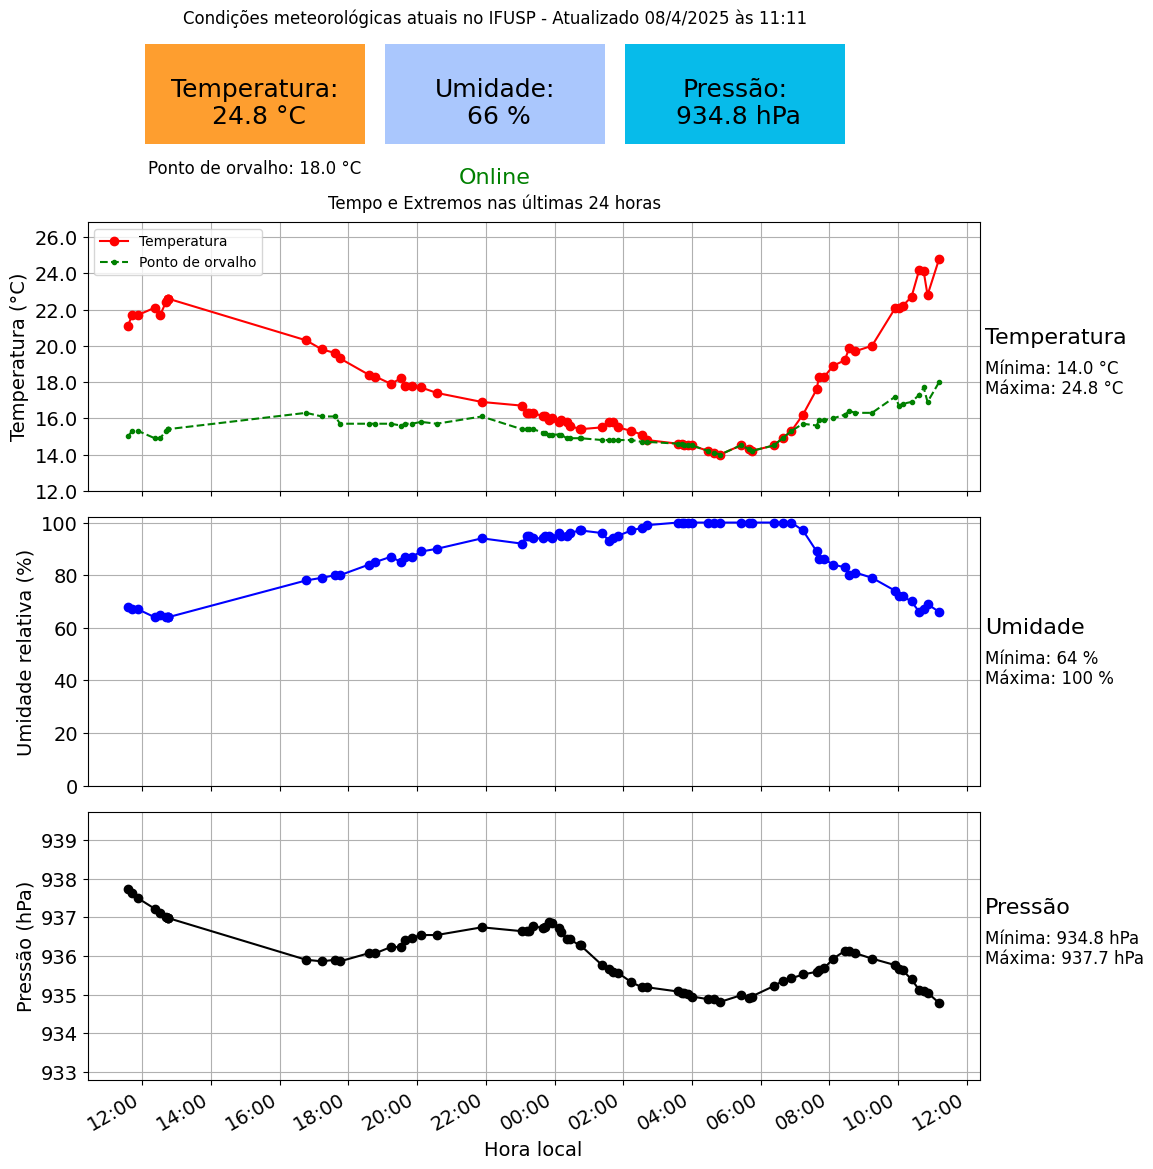 Condições meteorológicas atuais no IFUSP - Atualizado 08/4/2025 às 11:11
Temperatura:
24.8 °C
Umidade:
66 %
Pressão:
934.8 hPa
Ponto de orvalho: 18.0 °C
Online
Tempo e Extremos nas últimas 24 horas
Temperatura (°C)
26.0
24.0
22.0
20.0
18.0
16.0
14.0
12.0
Temperatura
Ponto de orvalho
Temperatura
Mínima: 14.0 °C
Máxima: 24.8 °C
Umidade relativa (%)
100
80
60
40
20
0
Umidade
Mínima: 64 %
Máxima: 100 %
Pressão (hPa)
939
938
937
936
935
934
933
Pressão
Mínima: 934.8 hPa
Máxima: 937.7 hPa
12:00
14:00
16:00
18:00
20:00
22:00
00:00
02:00
04:00
06:00
08:00
10:00
12:00
Hora local